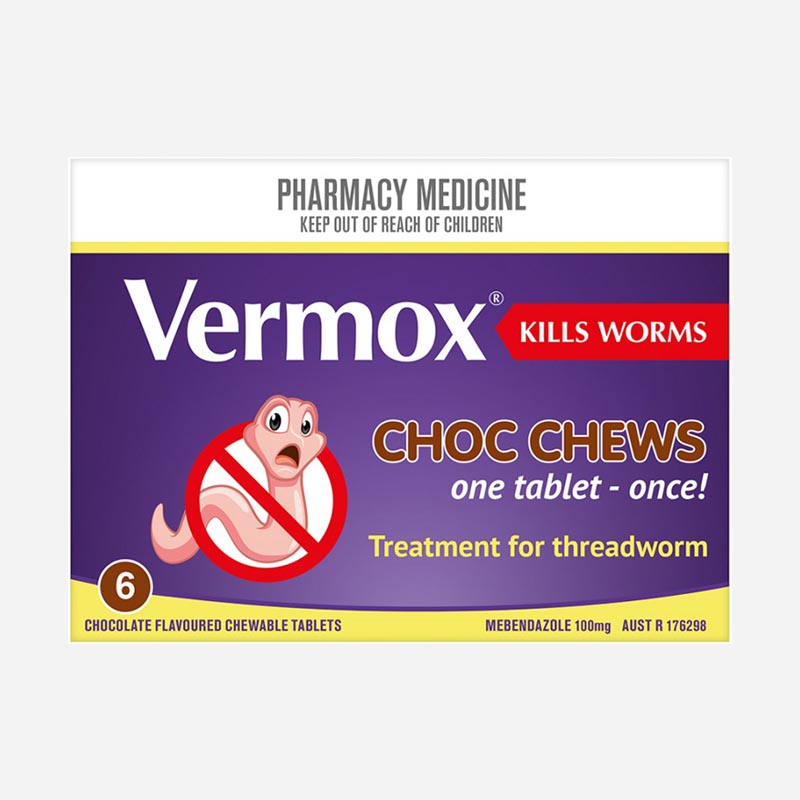 PHARMACY MEDICINE
KEEP OUT OF REACH OF CHILDREN
Vermox®
KILLS WORMS
CHOC CHEWS
one tablet - once!
Treatment for threadworm
6
CHOCOLATE FLAVOURED CHEWABLE TABLETS
MEBENDAZOLE 100mg AUST R 176298